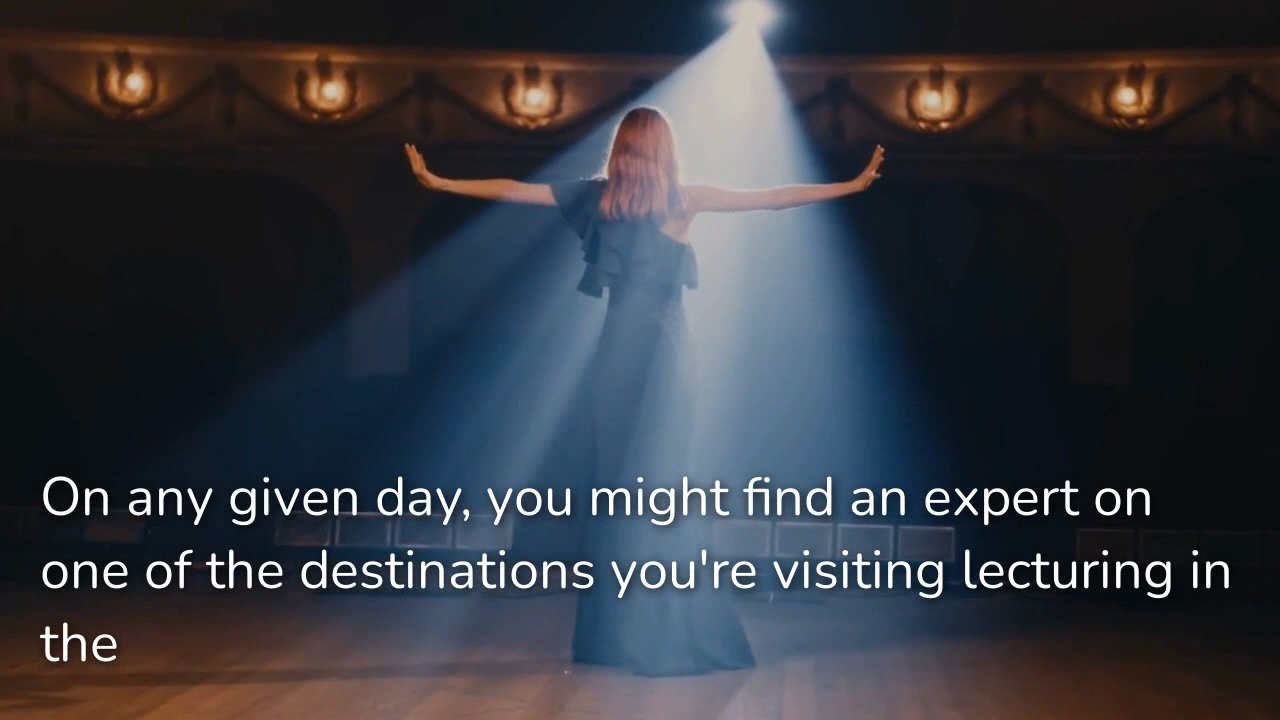 On any given day, you might find an expert on
one of the destinations you're visiting lecturing in
the